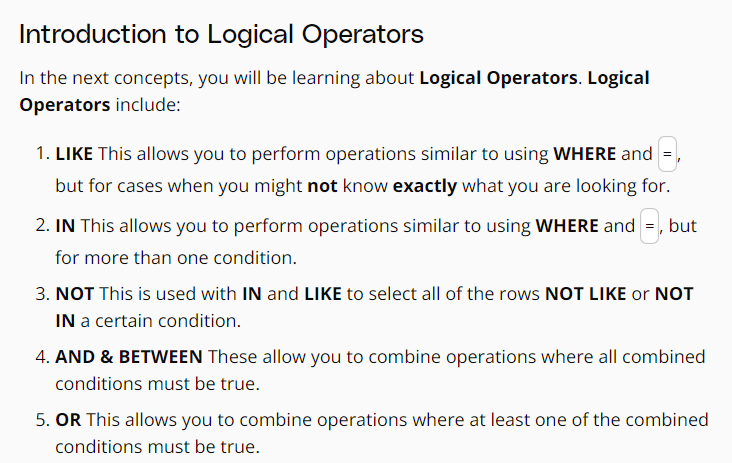 Introduction to Logical Operators
In the next concepts, you will be learning about Logical Operators. Logical
Operators include:
1. LIKE This allows you to perform operations similar to using WHERE and =,
but for cases when you might not know exactly what you are looking for.
2. IN This allows you to perform operations similar to using WHERE and =, but
for more than one condition.
3. NOT This is used with IN and LIKE to select all of the rows NOT LIKE or NOT
IN a certain condition.
4. AND & BETWEEN These allow you to combine operations where all combined
conditions must be true.
5. OR This allows you to combine operations where at least one of the combined
conditions must be true.